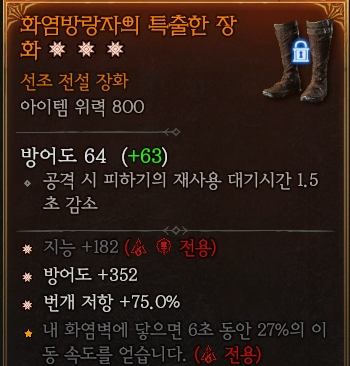 화염방랑자의 특출한 장
화
선조 전설 장화
아이템 위력 800
방어도 64 (+63)
공격 시 피하기의 재사용 대기시간 1.5
초 감소
지능 +182 ( 전용)
방어도 +352
번개 저항 +75.0%
내 화염벽에 닿으면 6초 동안 27%의 이
동 속도를 얻습니다. ( 전용)